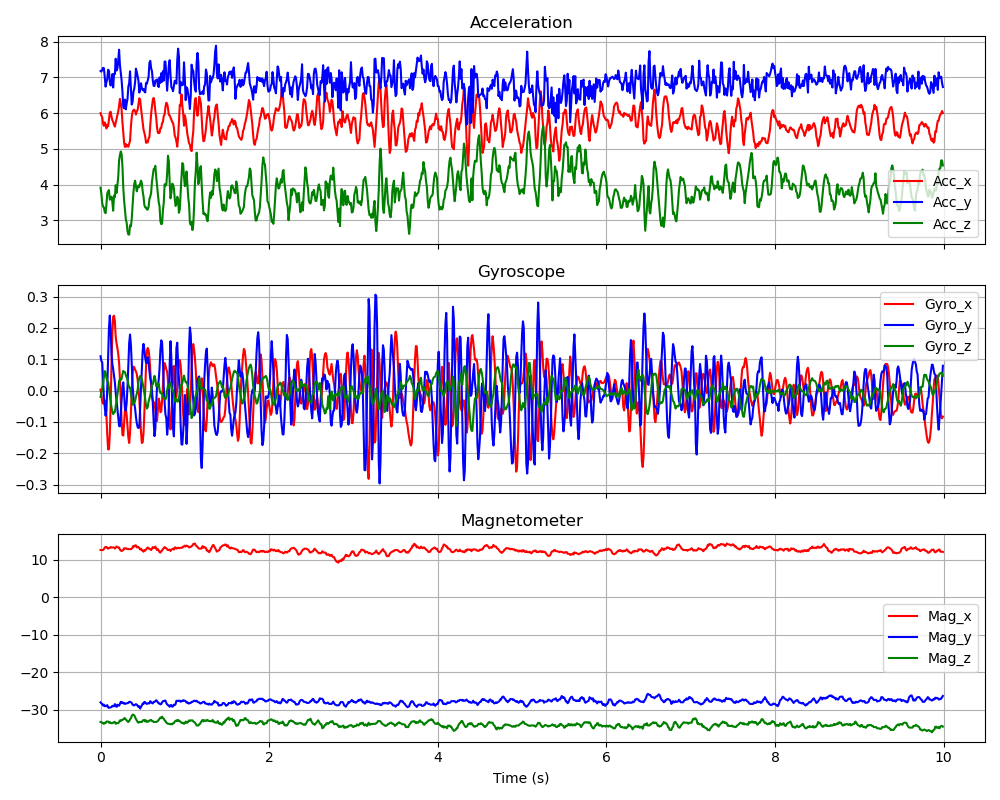 Acceleration
8
7
6
5
4
3
Acc_x
Acc_y
Acc_z
Gyroscope
0.3
0.2
0.1
0.0
−0.1
−0.2
−0.3
Gyro_x
Gyro_y
Gyro_z
Magnetometer
10
0
−10
−20
−30
Mag_x
Mag_y
Mag_z
0 2 4 6 8 10
Time (s)